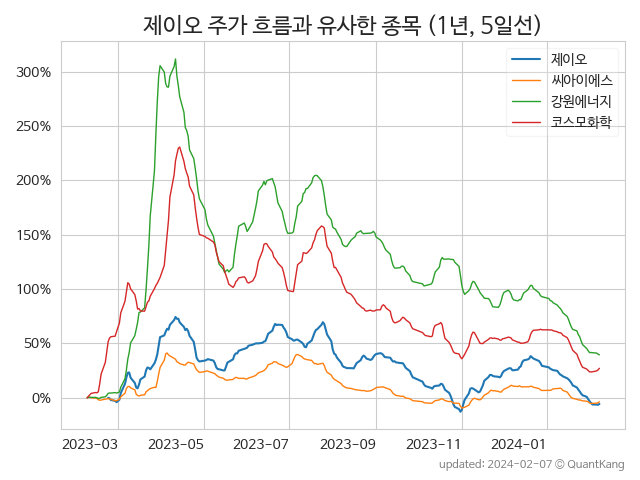 제이오 주가 흐름과 유사한 종목 (1년, 5일선)
제이오
씨아이에스
강원에너지
코스모화학
300%
250%
200%
150%
100%
50%
0%
2023-03 2023-05 2023-07 2023-09 2023-11 2024-01
updated: 2024-02-07 © QuantKang